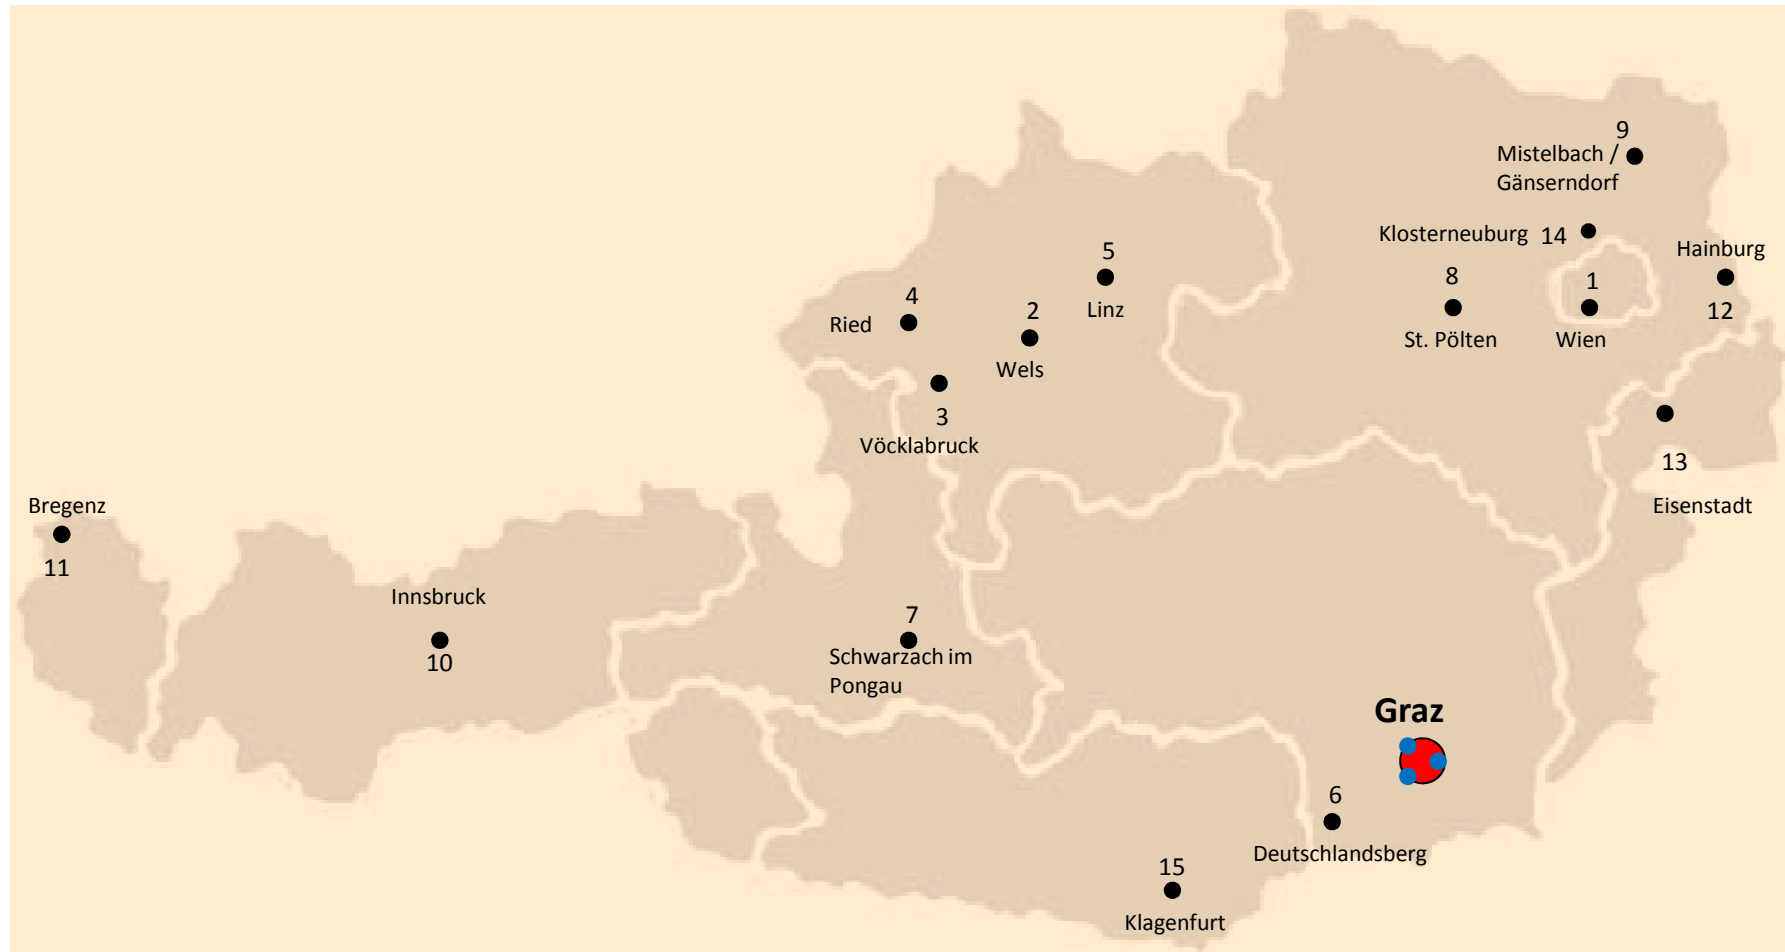 9
Mistelbach /
Gänserndorf
Klosterneuburg 14
Hainburg
12
5
Linz
8
St. Pölten
1
Wien
4
Ried
2
Wels
3
Vöcklabruck
13
Eisenstadt
Bregenz
11
Innsbruck
10
7
Schwarzach im
Pongau
Graz
6
Deutschlandsberg
15
Klagenfurt